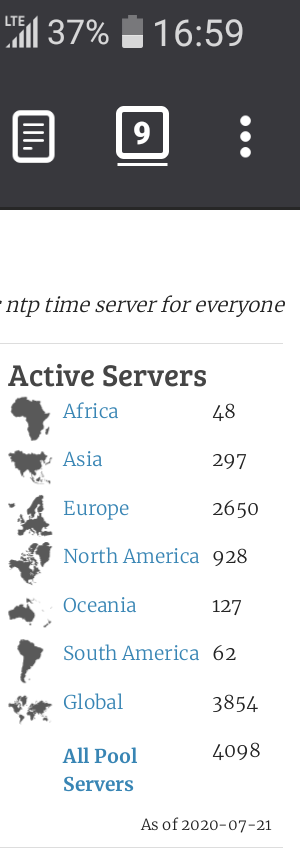 LTE 37% 16:59
9
ntp time server for everyone
Active Servers
Africa 48
Asia 297
Europe 2650
North America 928
Oceania 127
South America 62
Global 3854
All Pool 4098
Servers
As of 2020-07-21